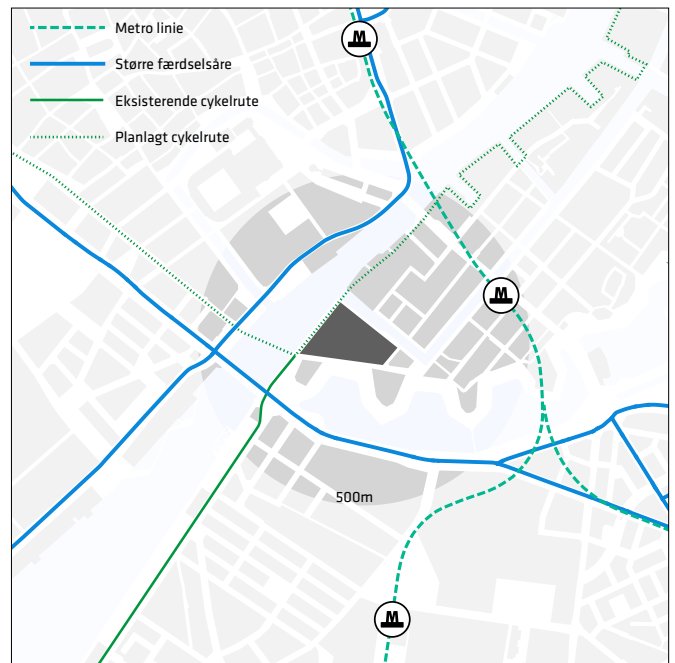 Metro linie
Større færdselsåre
Eksisterende cykelrute
Planlagt cykelrute
M
M
500m
M